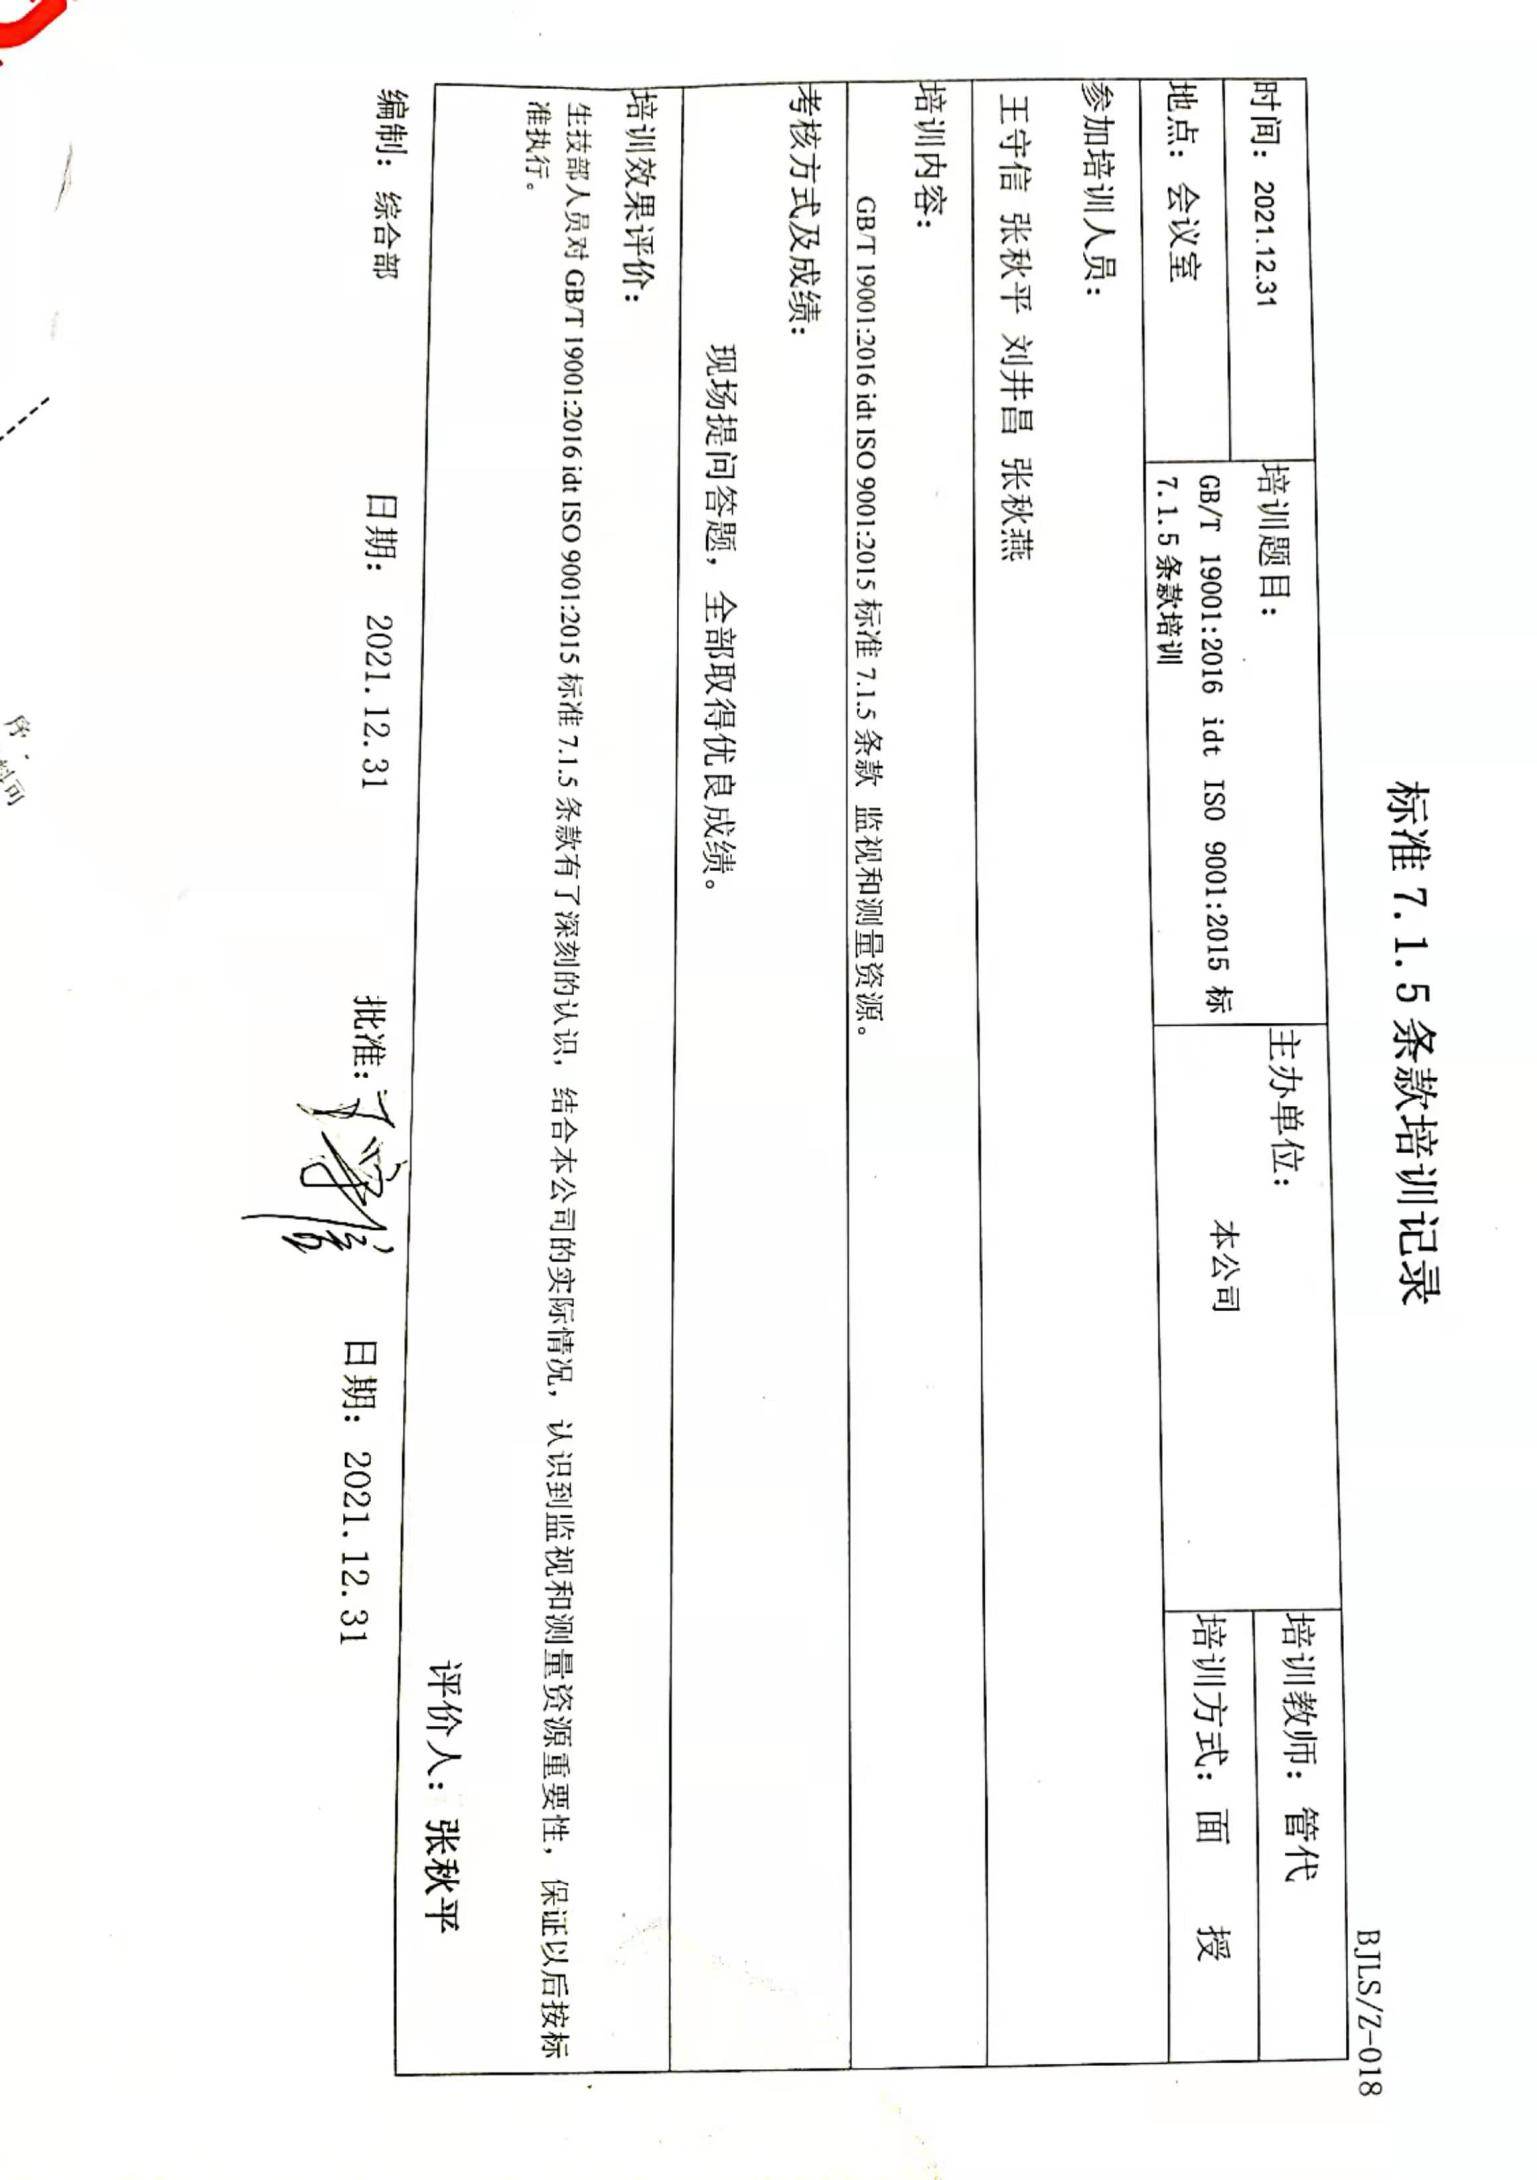 标准 7.1.5 条款培训记录
BJLS/Z-018
时间：2021.12.31
地点：会议室
培训题目：
GB/T 19001:2016 idt ISO 9001:2015 标
7.1.5 条款培训
主办单位：
本公司
培训教师：管代
培训方式：面 授
参加培训人员：
王守信 张秋平 刘井昌 张秋燕
培训内容：
GB/T 19001:2016 idt ISO 9001:2015 标准 7.1.5 条款 监视和测量资源。
考核方式及成绩：
现场提问答题，全部取得优良成绩。
培训效果评价：
生技部人员对 GB/T 19001:2016 idt ISO 9001:2015 标准 7.1.5 条款有了深刻的认识，结合本公司的实际情况，认识到监视和测量资源重要性，保证以后按标
准执行。
评价人：张秋平
编制：综合部 日期：2021.12.31 批准： 日期：2021.12.31